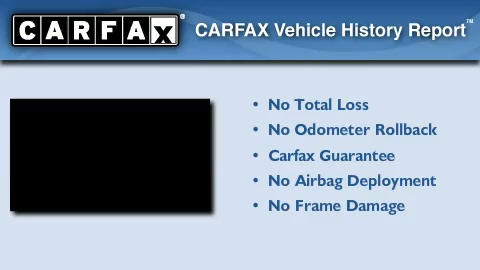 CARFAX® CARFAX Vehicle History Report™
• No Total Loss
• No Odometer Rollback
• Carfax Guarantee
• No Airbag Deployment
• No Frame Damage